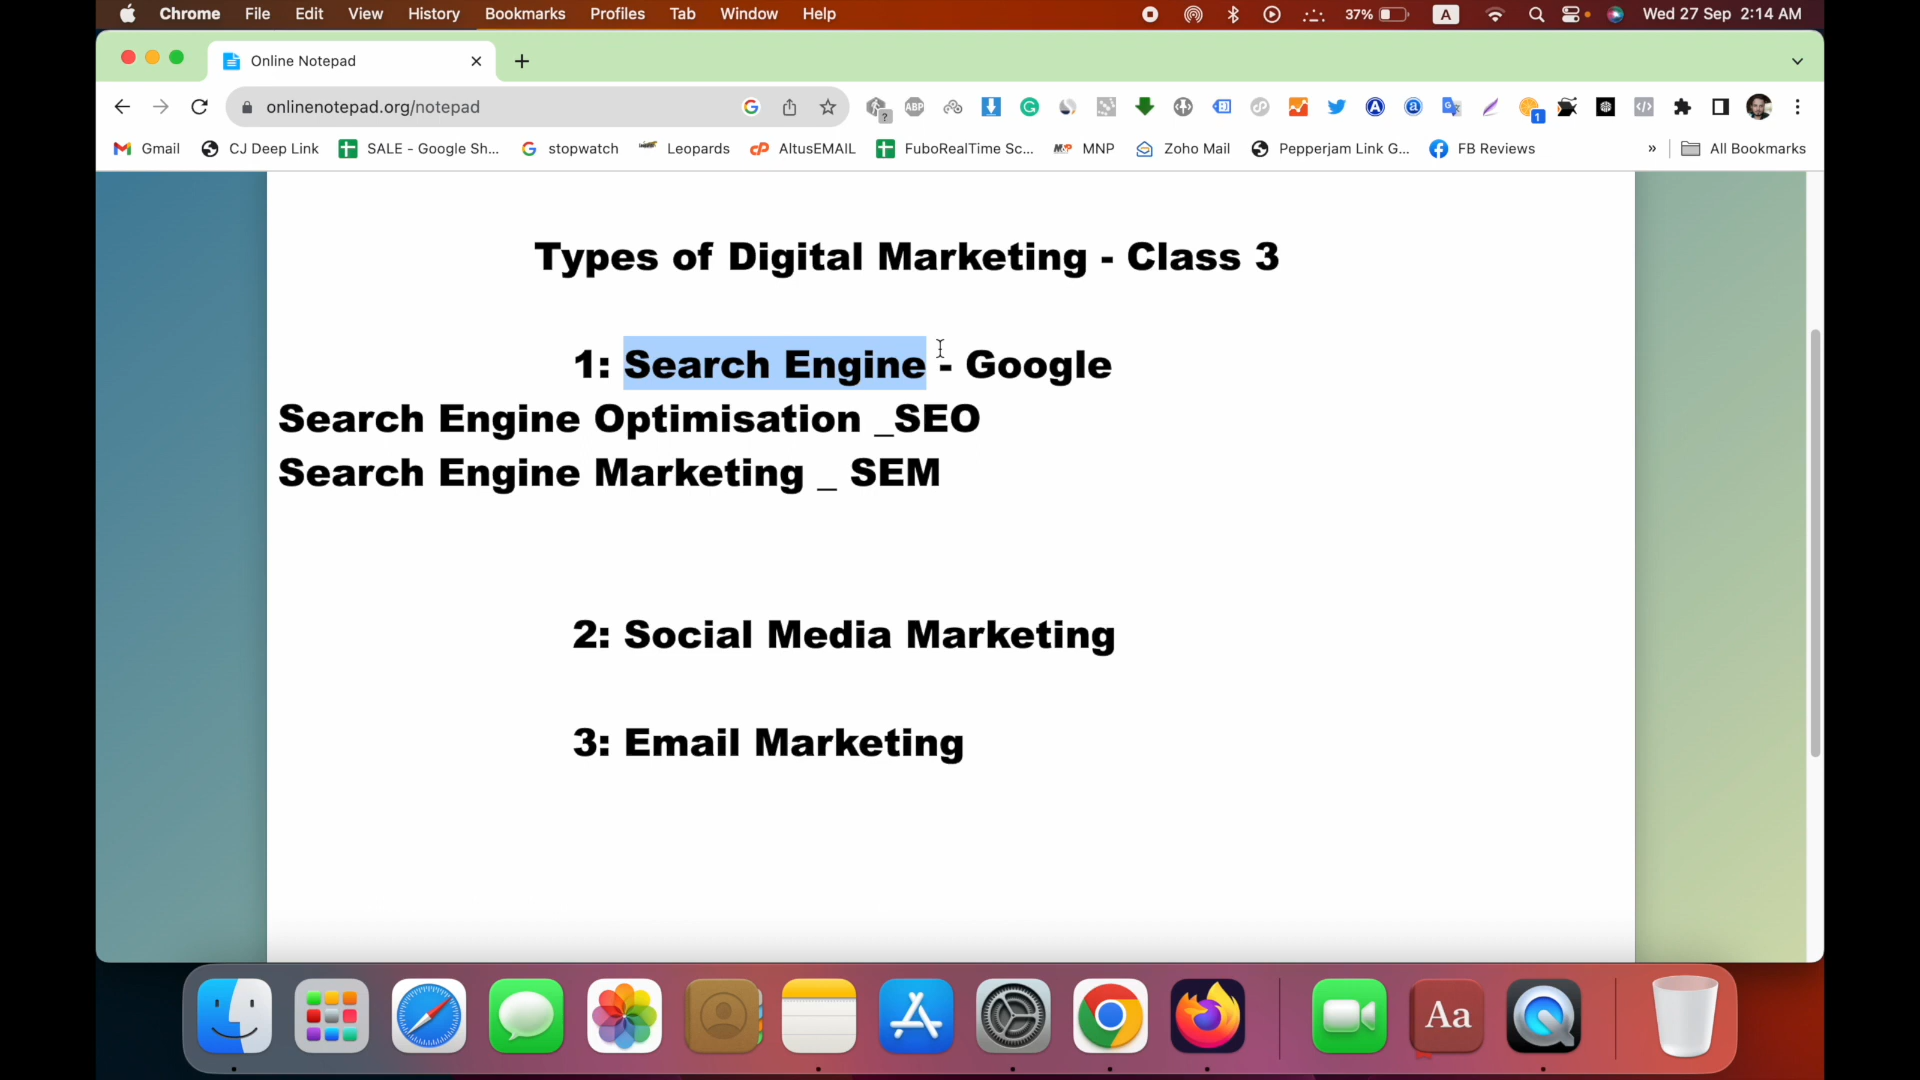 Chrome File Edit View History Bookmarks Profiles Tab Window Help 37% A Wed 27 Sep 2:14 AM
Online Notepad
onlinenotepad.org/notepad
Gmail CJ Deep Link SALE - Google Sh... stopwatch Leopards AltusEMAIL FuboRealTime Sc... MNP Zoho Mail Pepperjam Link G... FB Reviews » All Bookmarks
Types of Digital Marketing - Class 3
1: Search Engine - Google
Search Engine Optimisation _SEO
Search Engine Marketing _ SEM
2: Social Media Marketing
3: Email Marketing
Aa